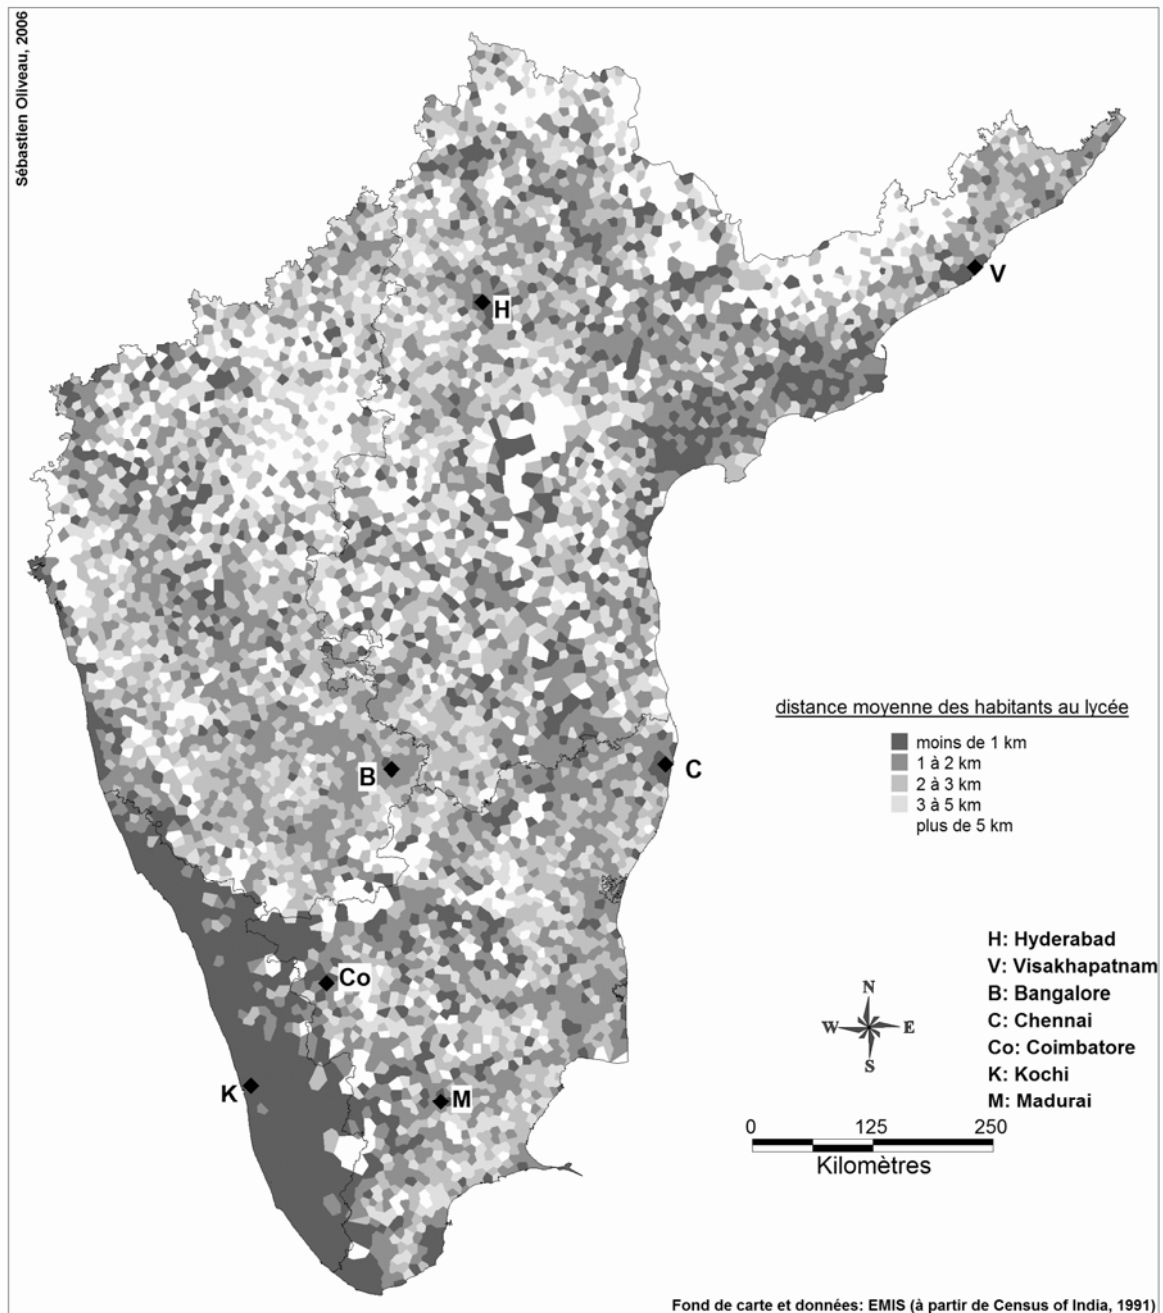 Sébastien Oliveau, 2006
H
V
distance moyenne des habitants au lycée
moins de 1 km
1 à 2 km
2 à 3 km
3 à 5 km
plus de 5 km
B
C
H: Hyderabad
V: Visakhapatnam
B: Bangalore
C: Chennai
Co: Coimbatore
K: Kochi
M: Madurai
Co
N
W E
S
K
M
0 125 250
Kilomètres
Fond de carte et données: EMIS (à partir de Census of India, 1991)